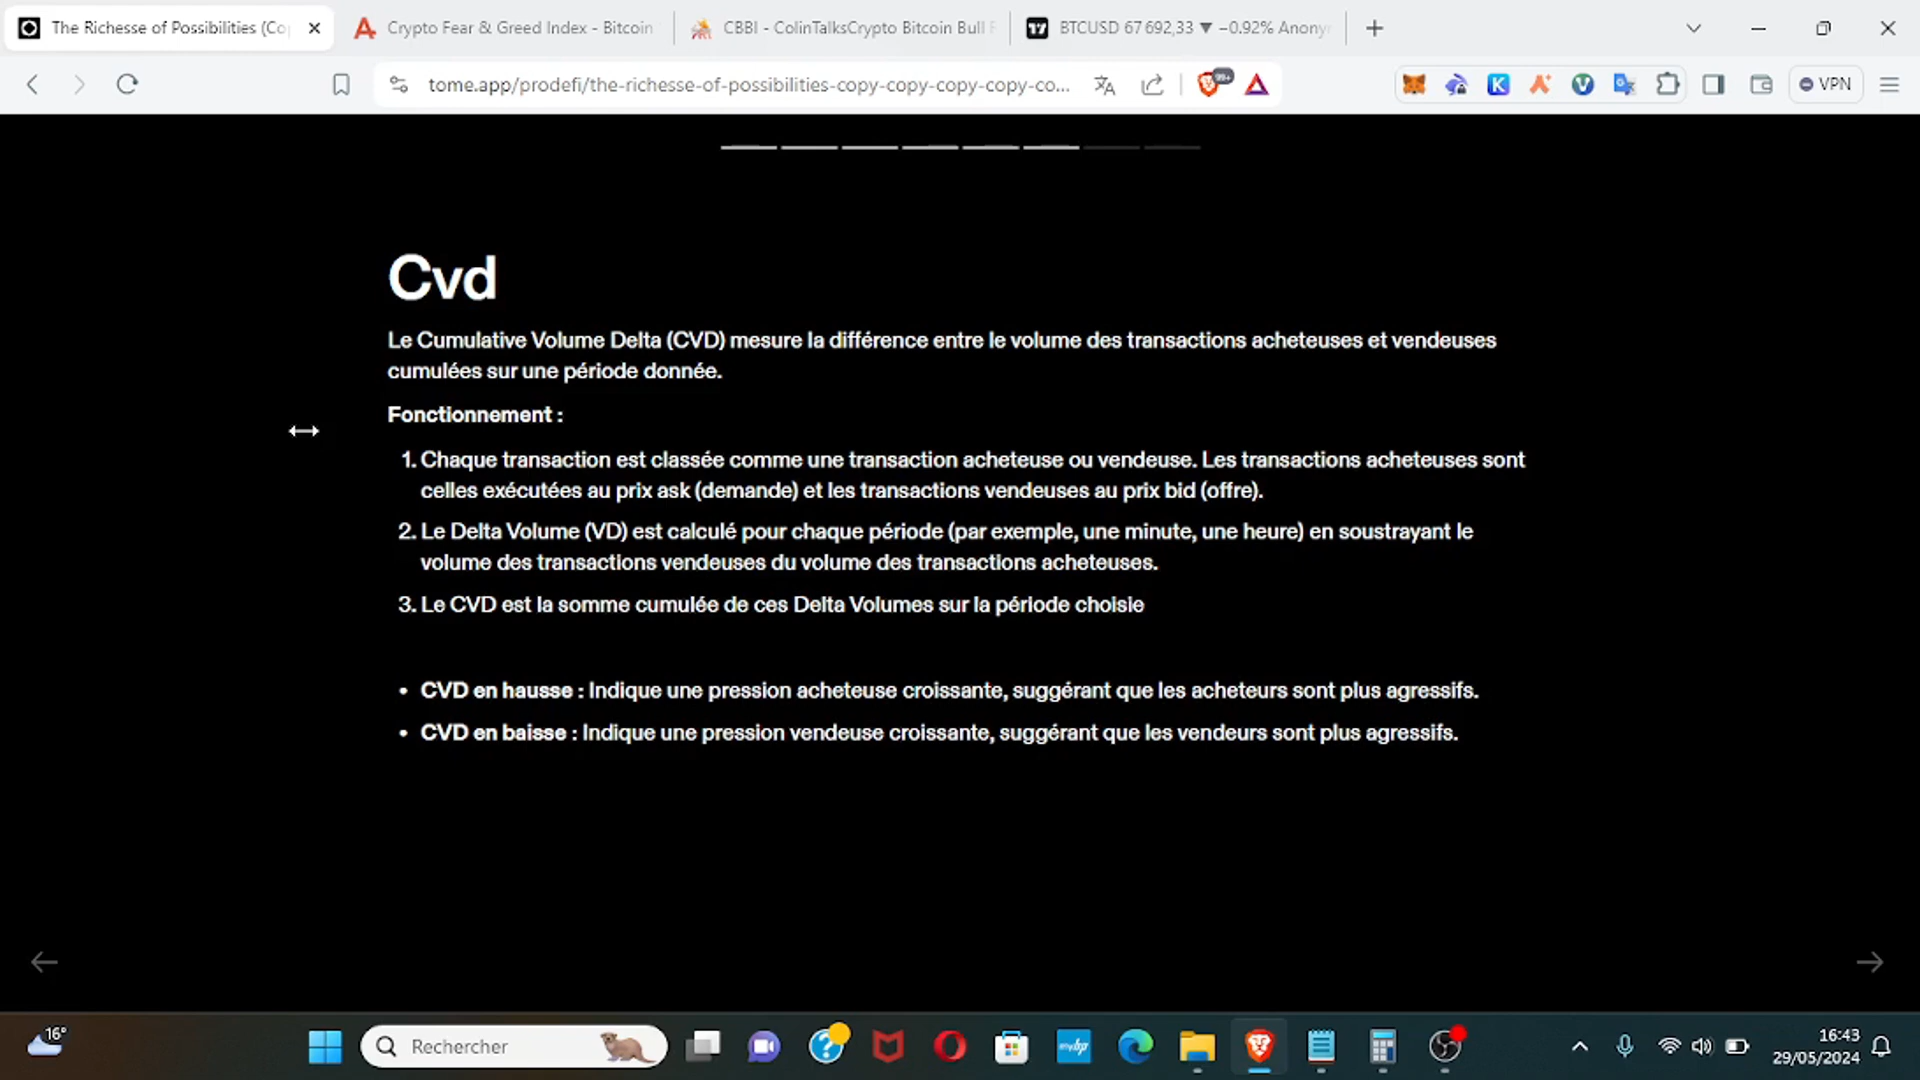 The Richesse of Possibilities (Co
Crypto Fear & Greed Index - Bitcoin
CBBI - ColinTalksCrypto Bitcoin Bull R
BTCUSD 67 692,33 ▼ −0.92% Anony
tome.app/prodefi/the-richesse-of-possibilities-copy-copy-copy-copy-co...
99+
VPN
Cvd
Le Cumulative Volume Delta (CVD) mesure la différence entre le volume des transactions acheteuses et vendeuses
cumulées sur une période donnée.
Fonctionnement :
1. Chaque transaction est classée comme une transaction acheteuse ou vendeuse. Les transactions acheteuses sont
celles exécutées au prix ask (demande) et les transactions vendeuses au prix bid (offre).
2. Le Delta Volume (VD) est calculé pour chaque période (par exemple, une minute, une heure) en soustrayant le
volume des transactions vendeuses du volume des transactions acheteuses.
3. Le CVD est la somme cumulée de ces Delta Volumes sur la période choisie
• CVD en hausse : Indique une pression acheteuse croissante, suggérant que les acheteurs sont plus agressifs.
• CVD en baisse : Indique une pression vendeuse croissante, suggérant que les vendeurs sont plus agressifs.
16°
Rechercher
myhp
16:43
29/05/2024